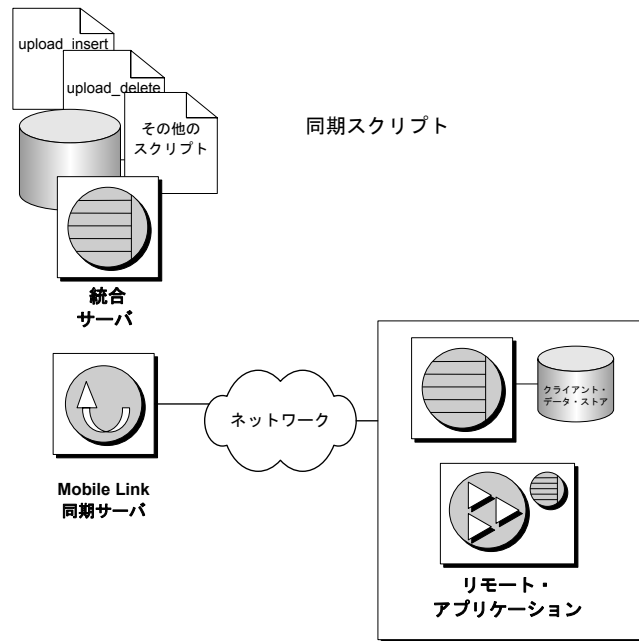 upload_insert
upload_delete
その他の
スクリプト
同期スクリプト
統合
サーバ
Mobile Link
同期サーバ
ネットワーク
クライアント・
データ・ストア
リモート・
アプリケーション